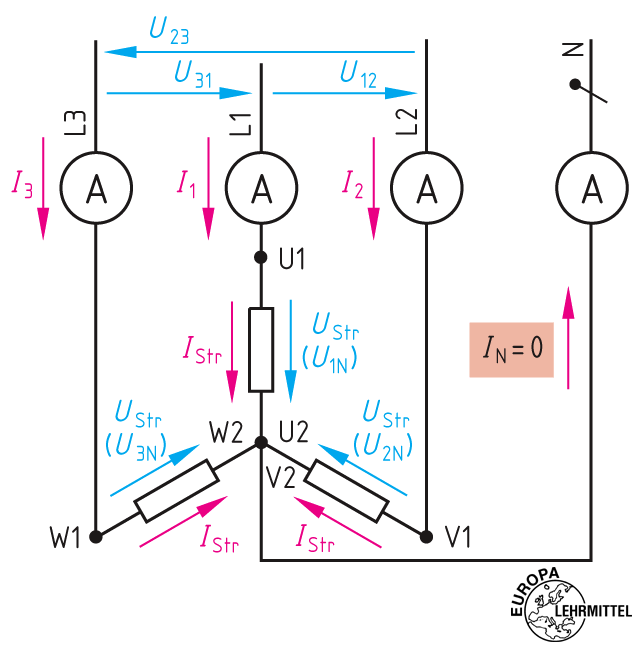 U23
U31
U12
N
L3
L1
L2
I3
A
I1
A
I2
A
A
U1
IStr
UStr
(U1N)
IN = 0
UStr
(U3N)
W2
U2
UStr
(U2N)
V2
W1
IStr
IStr
V1
EUROPA
LEHRMITTEL